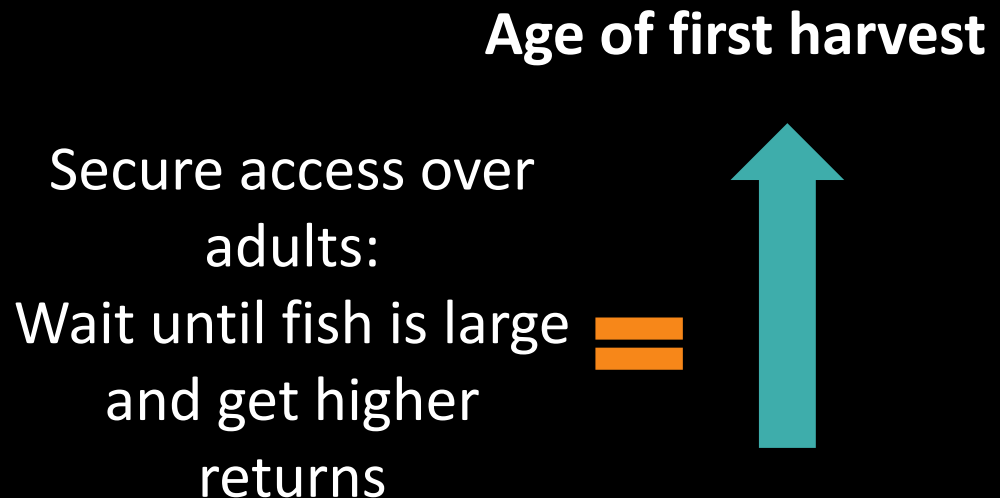 Age of first harvest
Secure access over
adults:
Wait until fish is large
and get higher
returns